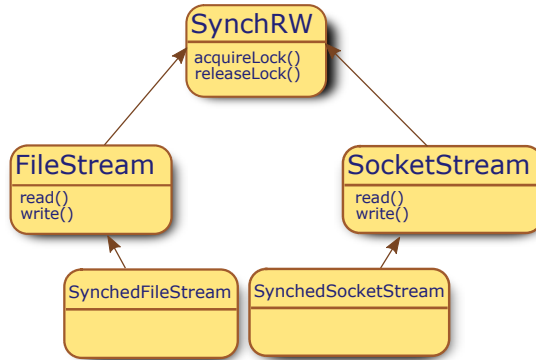 SynchRW
acquireLock()
releaseLock()
FileStream
read()
write()
SocketStream
read()
write()
SynchedFileStream
SynchedSocketStream